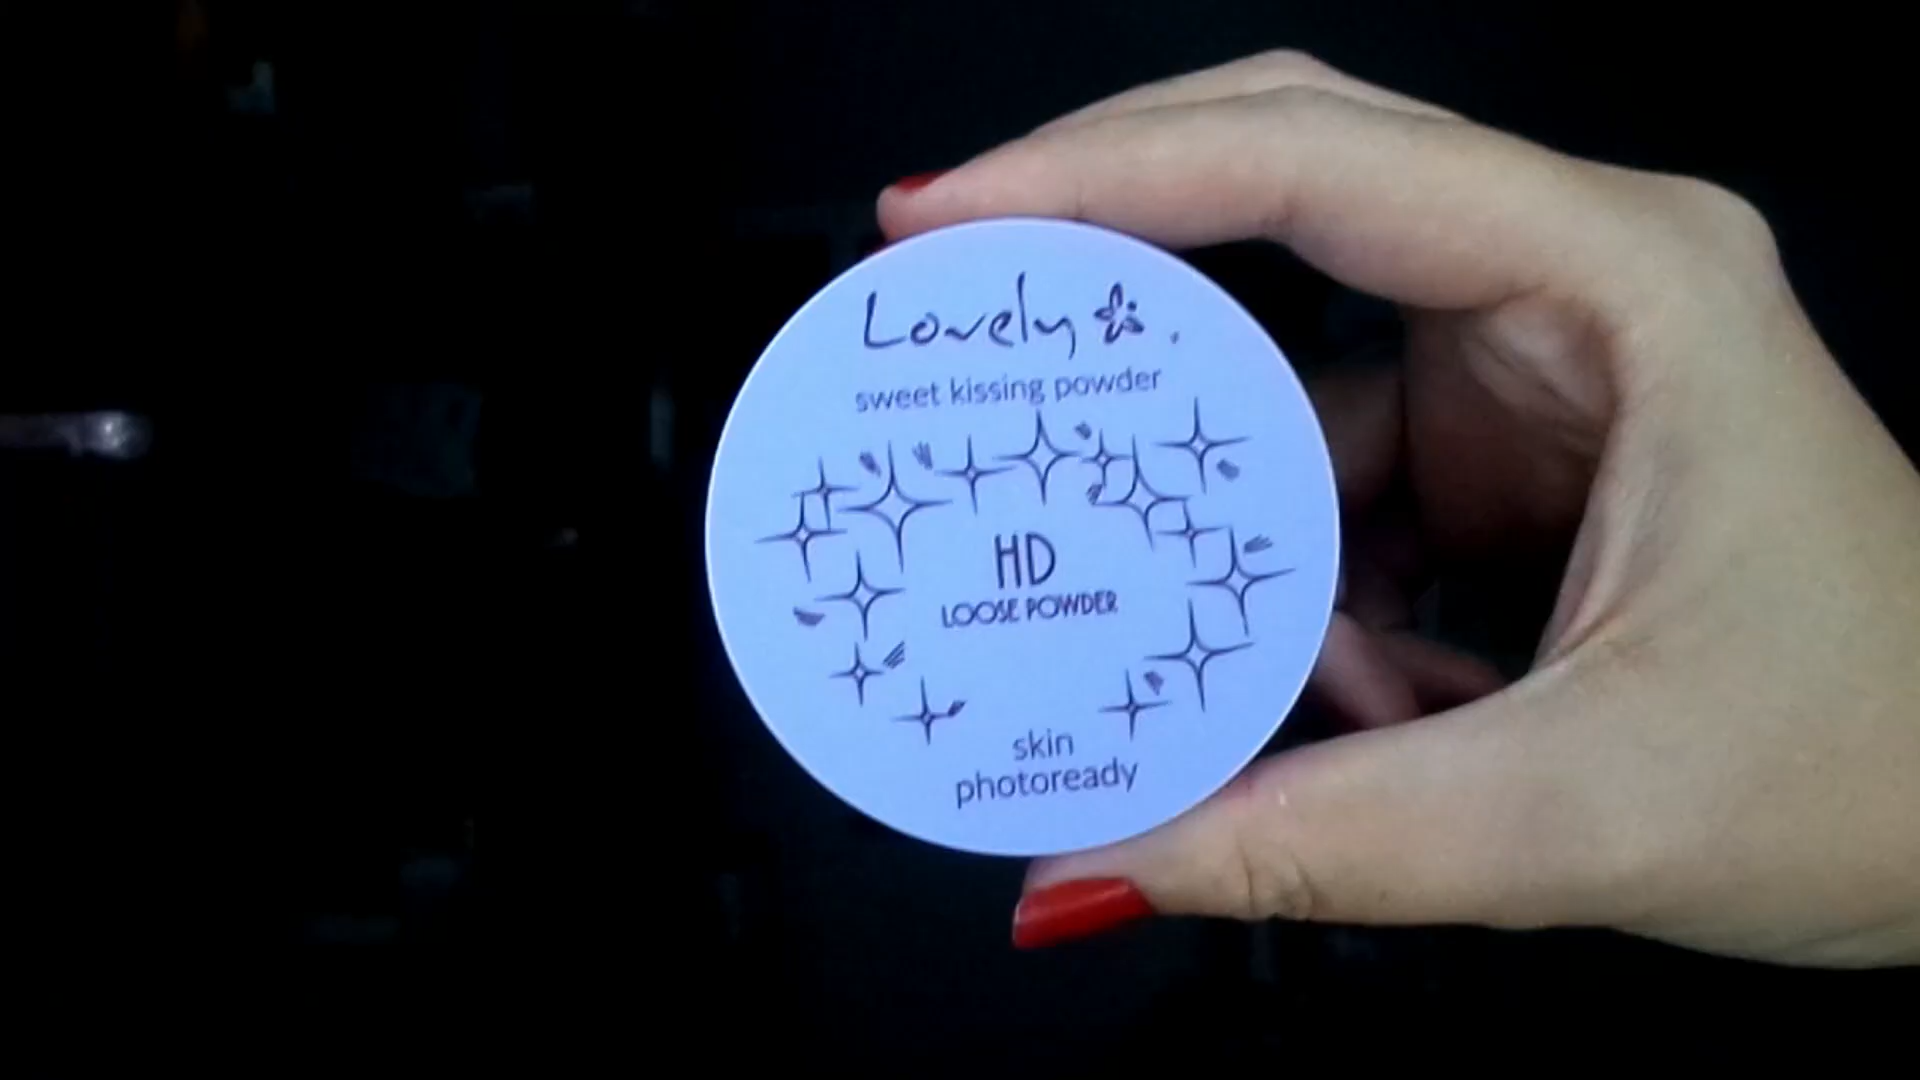 Lovely
sweet kissing powder
HD
LOOSE POWDER
skin
photoready